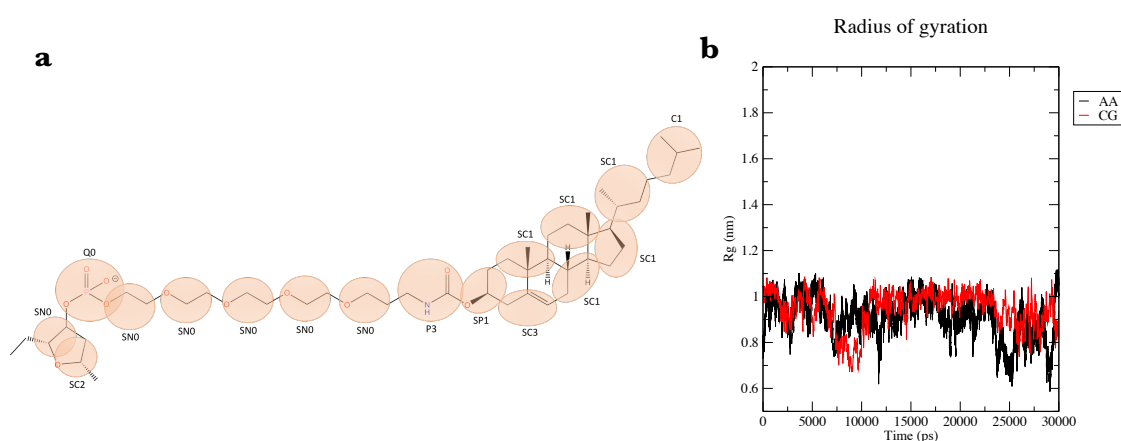 a
C1
SC1
SC1
SC1
SC1
SC1
SC3
SP1
O
O
N
H
P3
H
H
H
Q0
O
O
⊖
P
O
O
SN0
SN0
SN0
SN0
SN0
SN0
O
O
O
O
O
SC2
b
Radius of gyration
AA
CG
Rg (nm)
2
1.8
1.6
1.4
1.2
1
0.8
0.6
0
5000
10000
15000
20000
25000
30000
Time (ps)